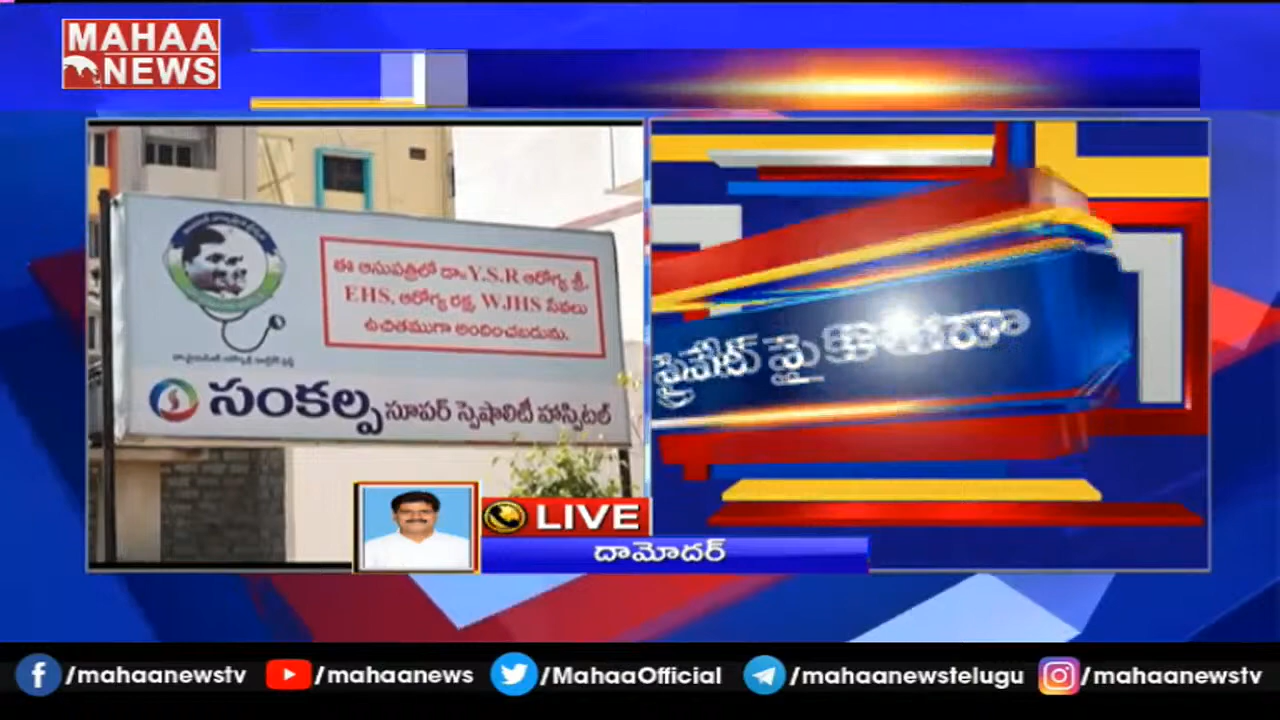 MAHAA
NEWS
ఈ ఆసుపత్రిలో డా॥Y.S.R ఆరోగ్య శ్రీ,
EHS, ఆరోగ్య రక్ష, WJHS సేవలు
ఉచితముగా అందించబడును.
సంకల్ప సూపర్ స్పెషాలిటీ హాస్పిటల్
ప్రైవేట్ పై
LIVE
దామోదర్
/mahaanewstv
/mahaanews
/MahaaOfficial
/mahaanewstelugu
/mahaanewstv